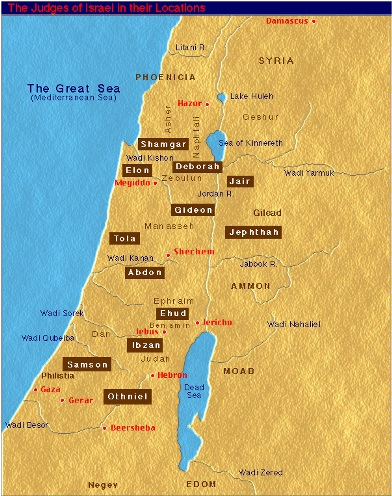 The Judges of Israel in their Locations
Damascus
Litani R.
SYRIA
PHOENICIA
The Great Sea
(Mediterranean Sea)
Lake Huleh
Hazor
Geshur
Asher
Naphtali
Shamgar
Sea of Kinnereth
Wadi Kishon
Deborah
Elon
Wadi Yarmuk
Zebulun
Megiddo
Jair
Jordan R.
Gideon
Gilead
Manasseh
Jephthah
Tola
Shechem
Wadi Kanah
Jabbok R.
Abdon
AMMON
Ephraim
Wadi Sorek
Ehud
Benjamin
Jericho
Wadi Nahaliel
Dan
Jebus
Wadi Qubeiba
Ibzan
Judah
Samson
MOAB
Philistia
Hebron
Gaza
Dead
Sea
Gerar
Othniel
Wadi Besor
Beersheba
Wadi Zered
Negev
EDOM